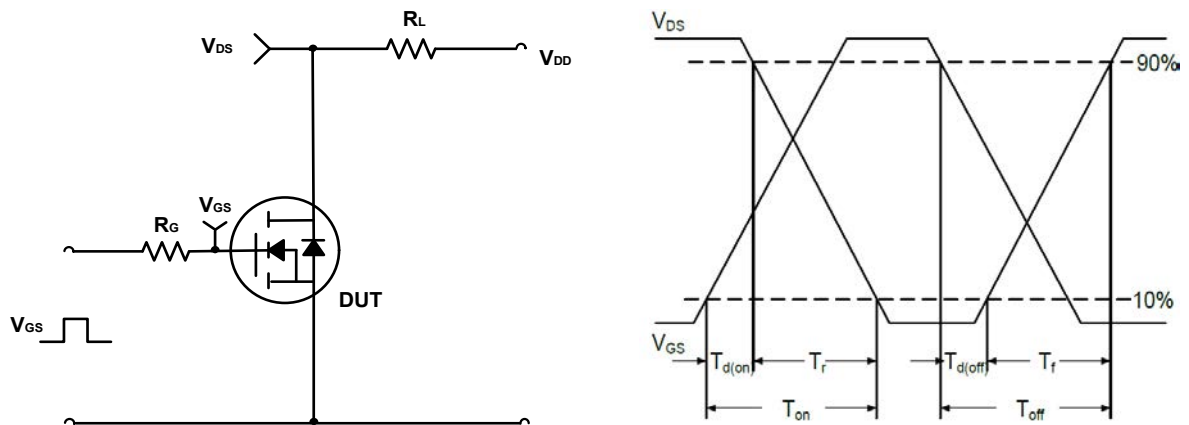 RL
VDS
VDD
VGS
RG
DUT
VGS
VDS
90%
10%
VGS
Td(on)
Tr
Td(off)
Tf
Ton
Toff